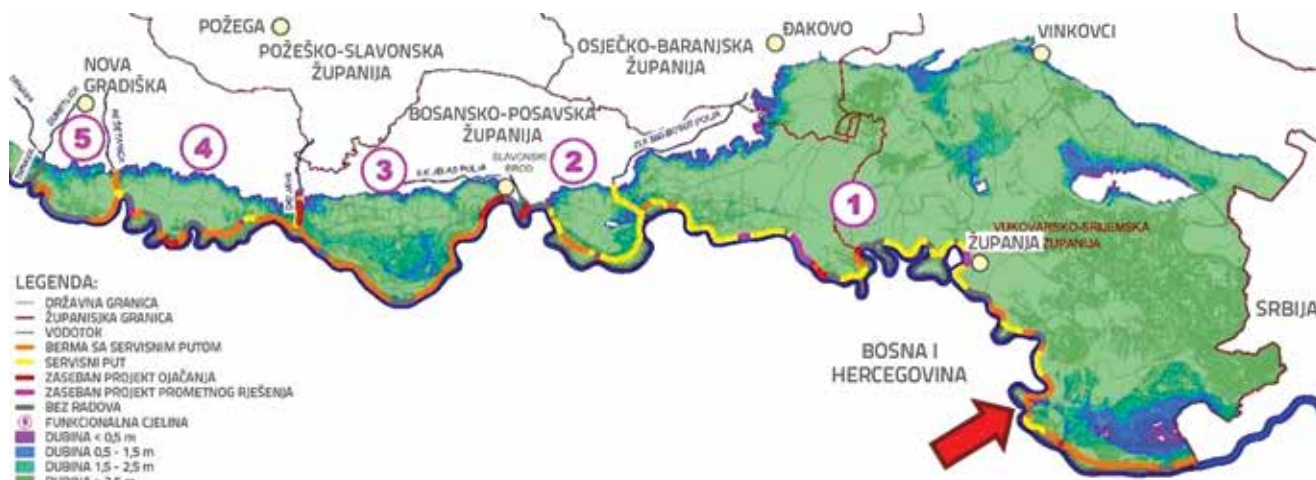 POŽEGA
POŽEŠKO-SLAVONSKA
ŽUPANIJA
OSJEČKO-BARANJSKA
ŽUPANIJA
ĐAKOVO
VINKOVCI
NOVA
GRADIŠKA
BOSANSKO-POSAVSKA
ŽUPANIJA
SLAVONSKI
BROD
5
4
3
2
1
VUKOVARSKO-SRIJEMSKA
ŽUPANIJA
ŽUPANJA
SRBIJA
BOSNA I
HERCEGOVINA
LEGENDA:
DRŽAVNA GRANICA
ŽUPANISJKA GRANICA
VODOTOK
BERMA SA SERVISNIM PUTOM
SERVISNI PUT
ZASEBAN PROJEKT OJAČANJA
ZASEBAN PROJEKT PROMETNOG RJEŠENJA
BEZ RADOVA
FUNKCIONALNA CJELINA
DUBINA < 0,5 m
DUBINA 0,5 - 1,5 m
DUBINA 1,5 - 2,5 m